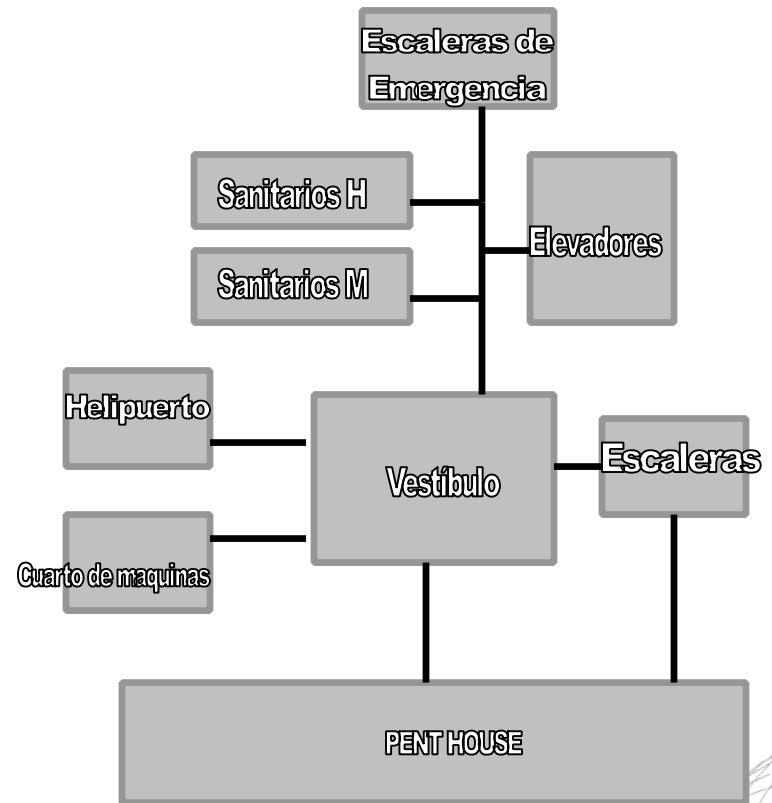 Escaleras de
Emergencia
Sanitarios H
Elevadores
Sanitarios M
Helipuerto
Escaleras
Vestíbulo
Cuarto de maquinas
PENT HOUSE